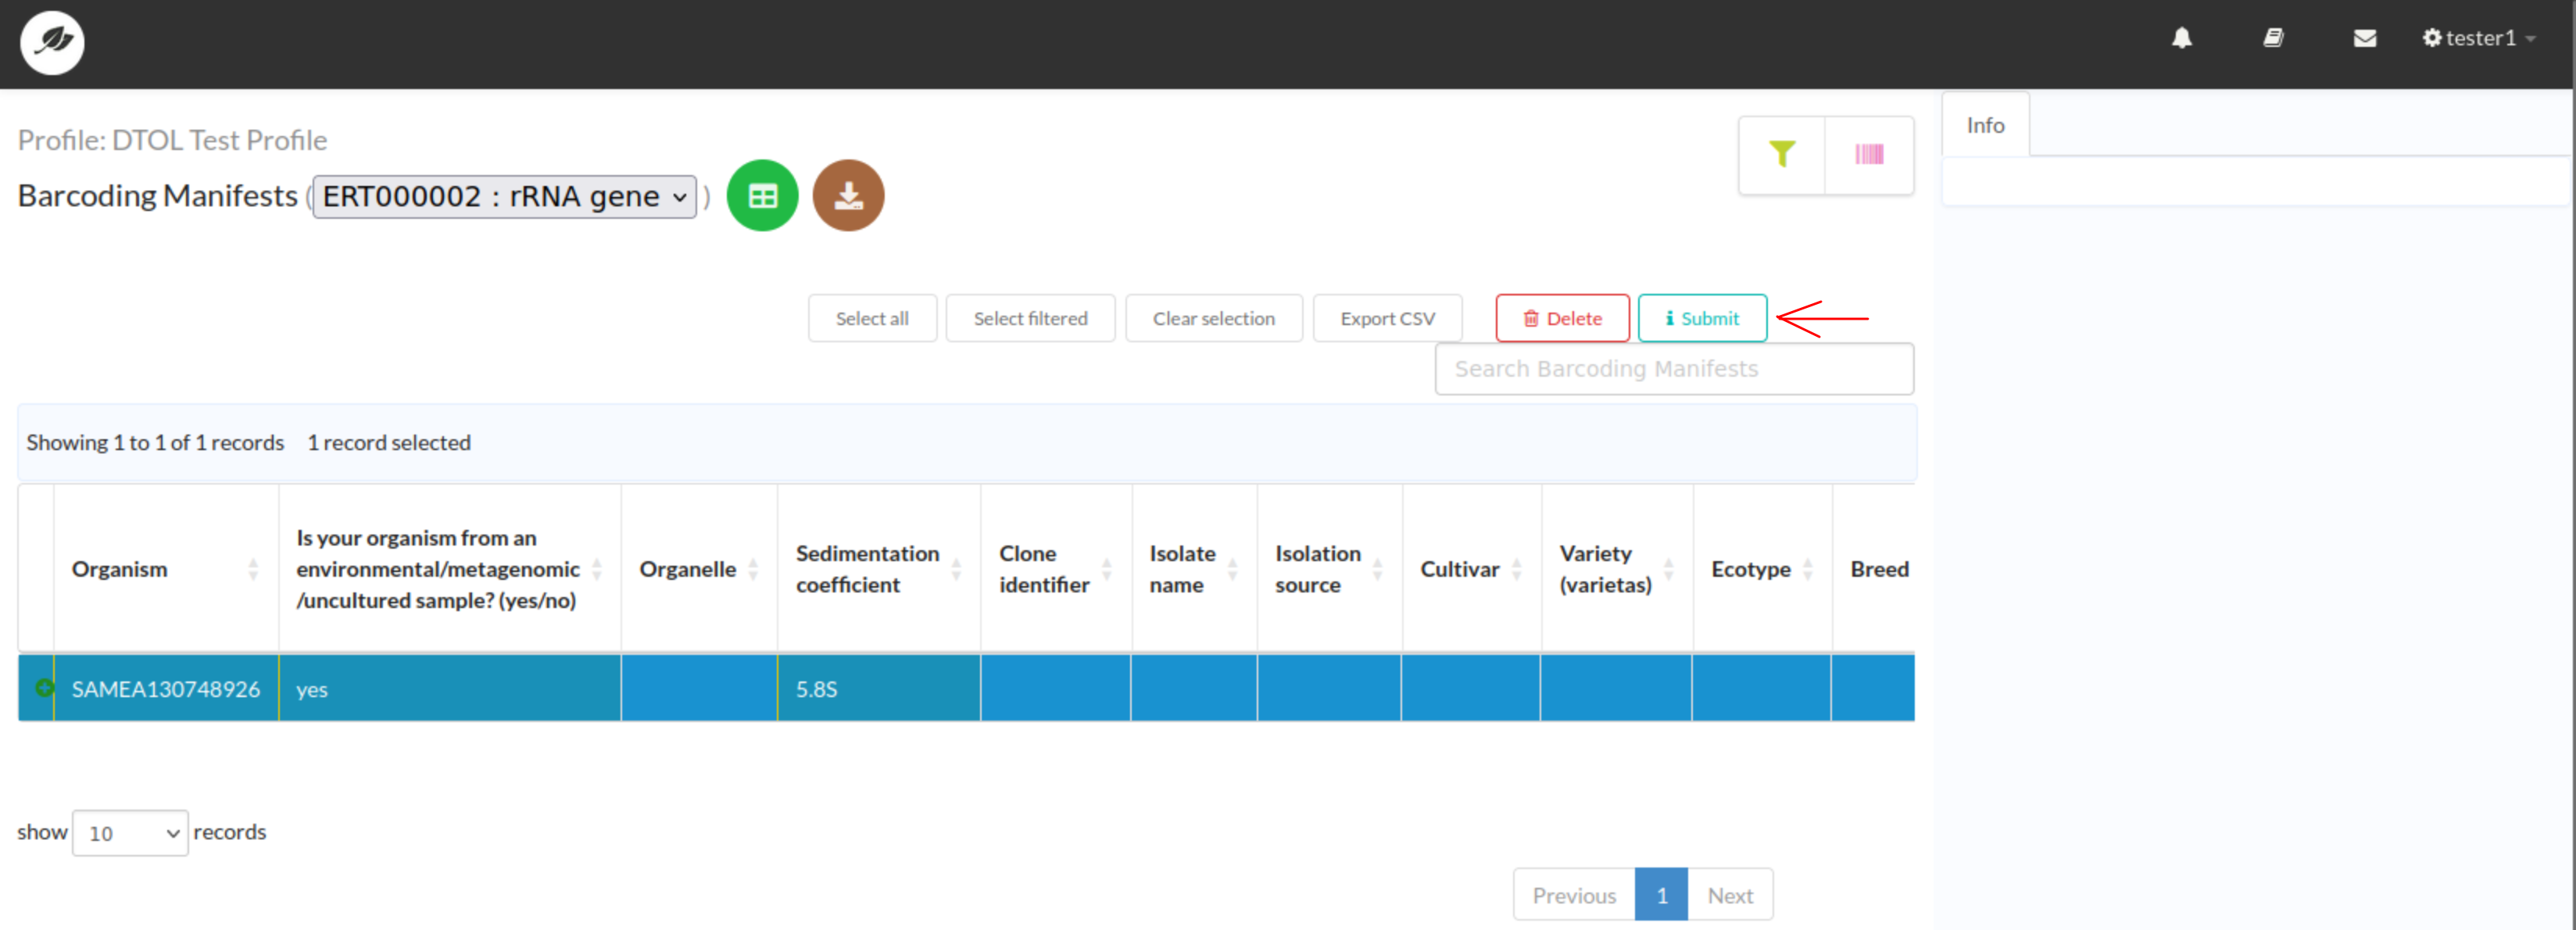 tester1
Info
Profile: DTOL Test Profile
Barcoding Manifests ( ERT000002 : rRNA gene )
Select all Select filtered Clear selection Export CSV Delete Submit
Search Barcoding Manifests
Showing 1 to 1 of 1 records 1 record selected
Organism
Is your organism from an
environmental/metagenomic
/uncultured sample? (yes/no)
Organelle
Sedimentation
coefficient
Clone
identifier
Isolate
name
Isolation
source
Cultivar
Variety
(varietas)
Ecotype
Breed
SAMEA130748926 yes 5.8S
show 10 records
Previous 1 Next